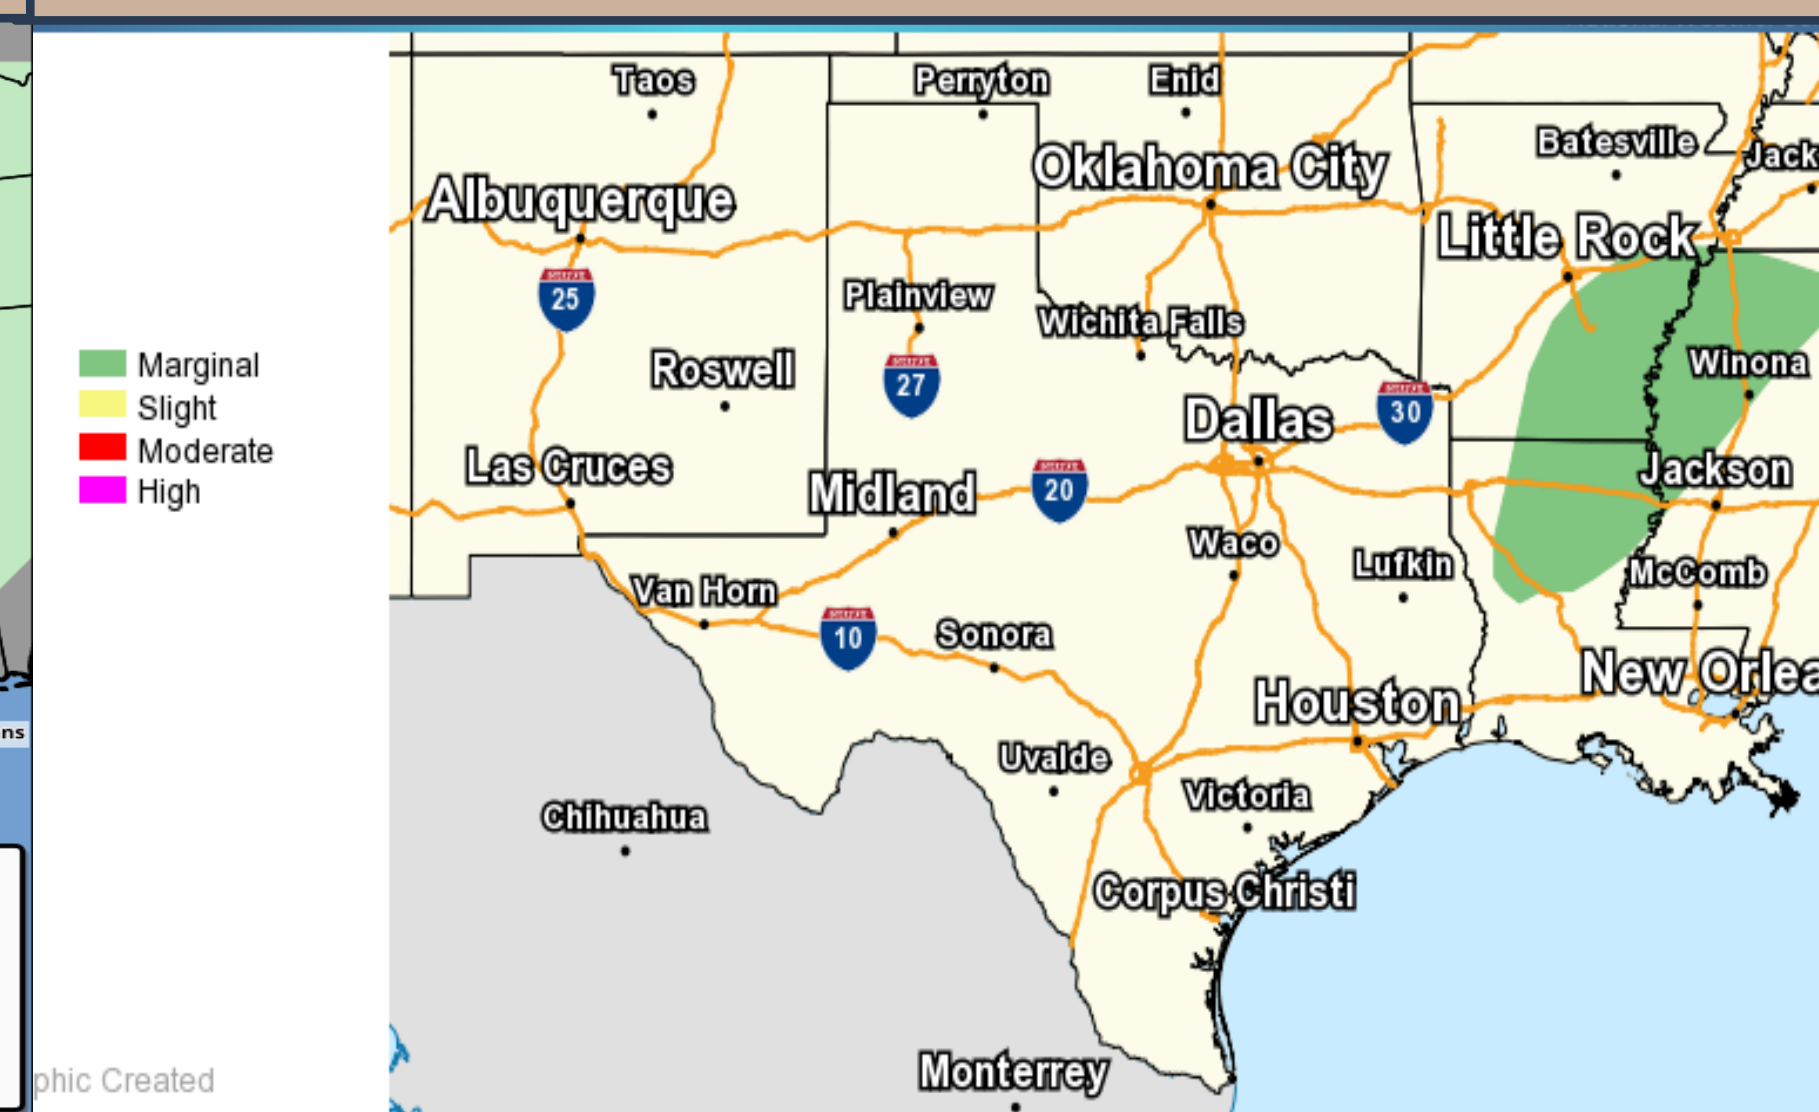 Taos
Perryton
Enid
Batesville
Jack
Oklahoma City
Albuquerque
Little Rock
25
Plainview
Wichita Falls
Roswell
27
Winona
Marginal
Slight
Moderate
High
Dallas
30
Las Cruces
Midland
20
Jackson
Waco
Lufkin
McComb
Van Horn
10
Sonora
New Orlea
Houston
ns
Uvalde
Victoria
Chihuahua
Corpus Christi
Monterrey
phic Created